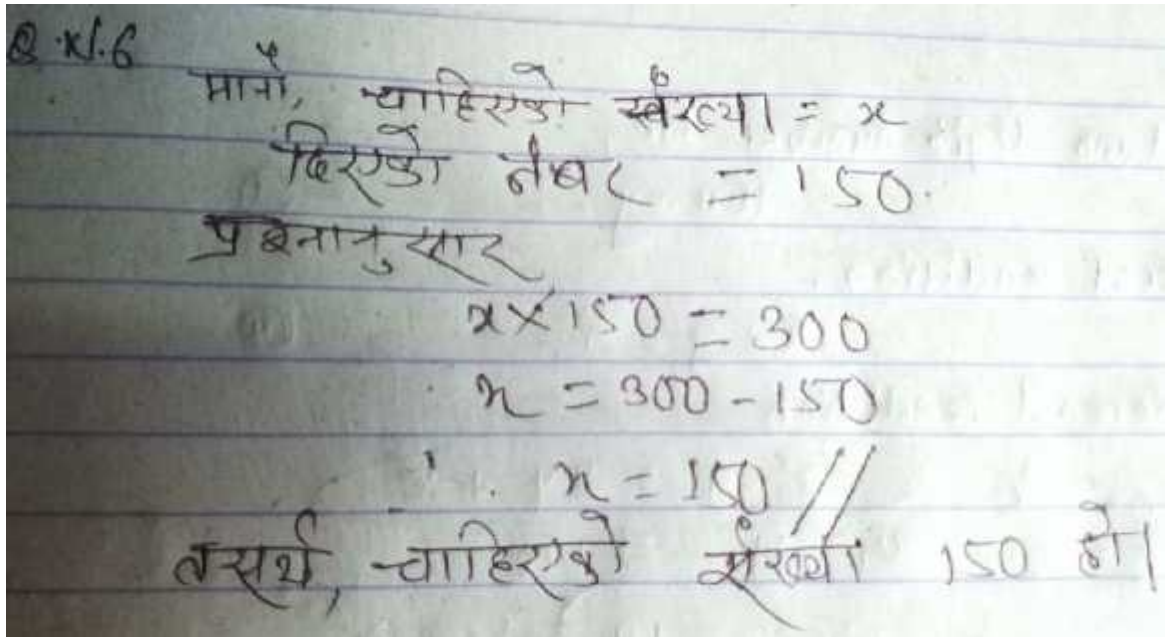 Q.N.6
मानौं, चाहिएको संख्या = x
दिएको नंबर = 150.
प्रश्नानुसार
x × 150 = 300
x = 300 - 150
∴ x = 150 //
तसर्थ, चाहिएको संख्या 150 हो।